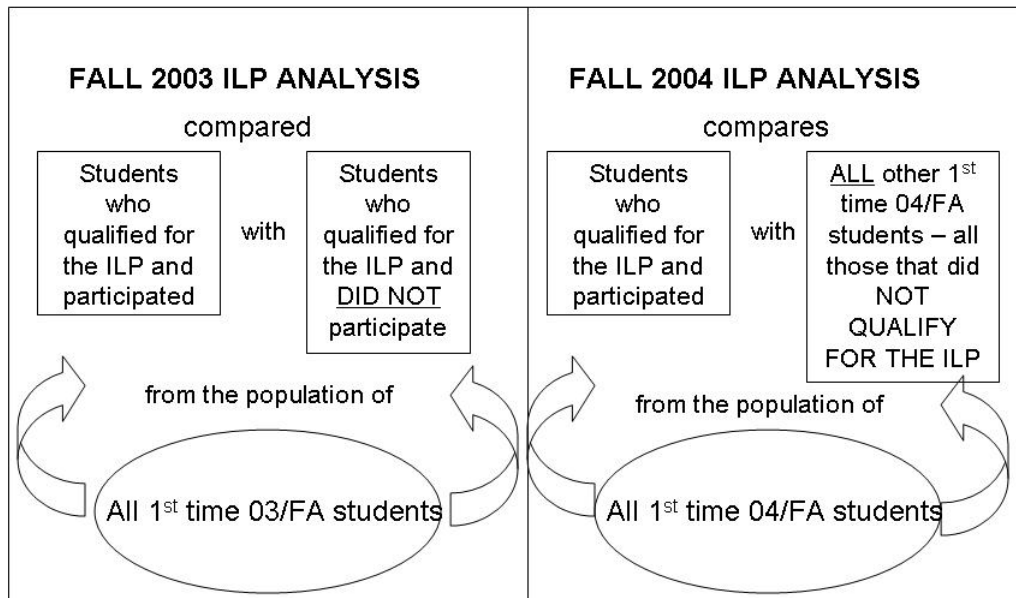 FALL 2003 ILP ANALYSIS
compared
Students
who
qualified for
the ILP and
participated
with
Students
who
qualified for
the ILP and
DID NOT
participate
from the population of
All 1st time 03/FA students
FALL 2004 ILP ANALYSIS
compares
Students
who
qualified for
the ILP and
participated
with
ALL other 1st
time 04/FA
students – all
those that did
NOT
QUALIFY
FOR THE ILP
from the population of
All 1st time 04/FA students